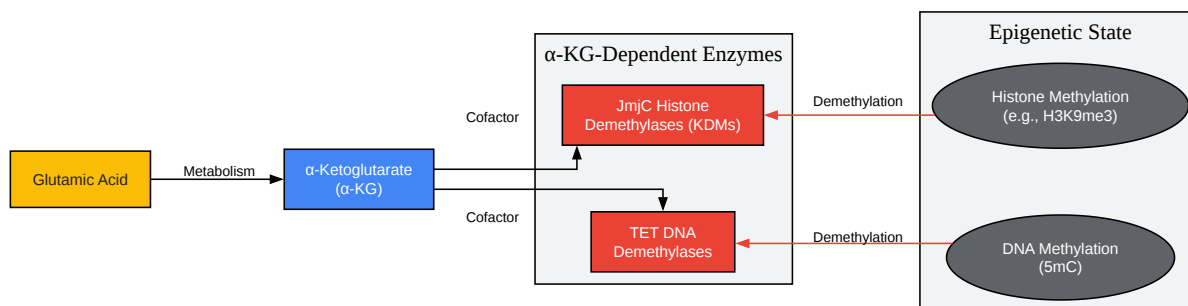 Epigenetic State
α-KG-Dependent Enzymes
JmjC Histone
Demethylases (KDMs)
Demethylation
Histone Methylation
(e.g., H3K9me3)
Cofactor
Glutamic Acid
Metabolism
α-Ketoglutarate
(α-KG)
Cofactor
TET DNA
Demethylases
Demethylation
DNA Methylation
(5mC)